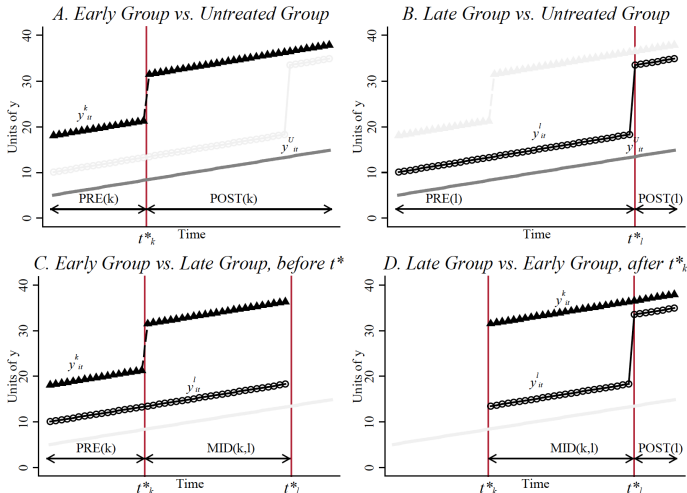 A. Early Group vs. Untreated Group
Units of y
40
30
20
10
0
y^k_it
y^U_it
PRE(k)
POST(k)
t*_k
Time
B. Late Group vs. Untreated Group
Units of y
40
30
20
10
0
y^l_it
y^U_it
PRE(l)
POST(l)
Time
t*_l
C. Early Group vs. Late Group, before t*
Units of y
40
30
20
10
0
y^k_it
y^l_it
PRE(k)
MID(k,l)
t*_k
Time
t*_l
D. Late Group vs. Early Group, after t*_k
Units of y
40
30
20
10
0
y^k_it
y^l_it
MID(k,l)
POST(l)
t*_k
Time
t*_l